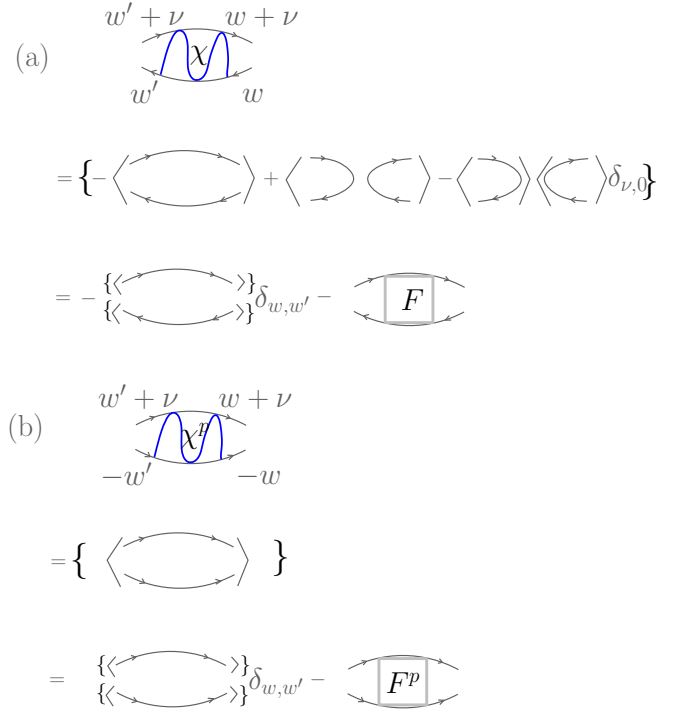 w′ + ν w + ν
(a)
χ
w′ w
= { − ⟨ ⟩ + ⟨ ⟩ − ⟨ ⟩ ⟨ ⟩ δ_{ν,0} }
= − {⟨ ⟩} δ_{w,w′} − F
{⟨ ⟩}
w′ + ν w + ν
(b)
χ^p
−w′ −w
= { ⟨ ⟩ }
= {⟨ ⟩} δ_{w,w′} − F^p
{⟨ ⟩}